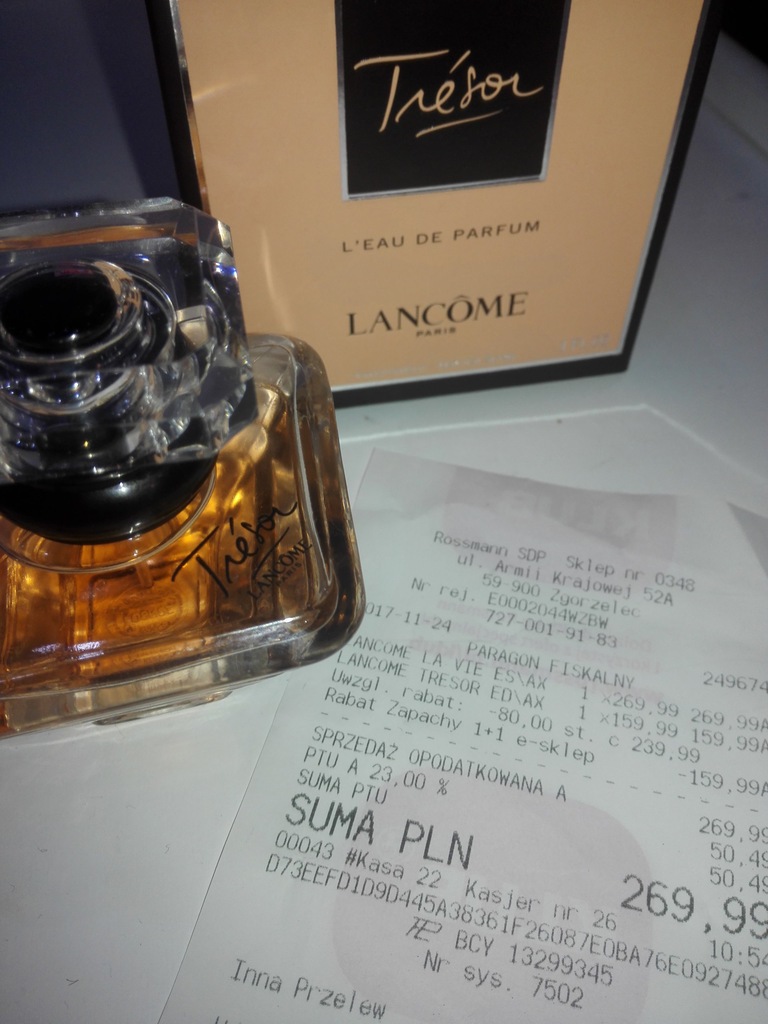 Trésor
L'EAU DE PARFUM
LANCÔME
PARIS
Trésor
LANCÔME
PARIS
Rossmann SDP Sklep nr 0348
ul. Armii Krajowej 52A
59-900 Zgorzelec
Nr rej. E0002044WZBW
727-001-91-83
017-11-24 249674
PARAGON FISKALNY
ANCOME LA VIE ES\AX 1 ×269,99 269,99A
LANCOME TRESOR ED\AX 1 ×159,99 159,99A
Uwzgl. rabat: -80,00 st. c 239,99
Rabat Zapachy 1+1 e-sklep -159,99A
SPRZEDAŻ OPODATKOWANA A 269,99
PTU A 23,00 % 50,49
SUMA PTU 50,49
SUMA PLN 269,99
00043 #Kasa 22 Kasjer nr 26 10:54
D73EEFD1D9D445A38361F26087E0BA76E0927488
BCY 13299345
Nr sys. 7502
Inna Przelew